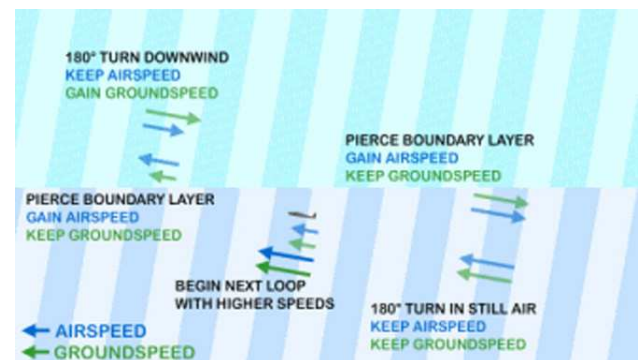 180° TURN DOWNWIND
KEEP AIRSPEED
GAIN GROUNDSPEED
PIERCE BOUNDARY LAYER
GAIN AIRSPEED
KEEP GROUNDSPEED
PIERCE BOUNDARY LAYER
GAIN AIRSPEED
KEEP GROUNDSPEED
BEGIN NEXT LOOP
WITH HIGHER SPEEDS
180° TURN IN STILL AIR
KEEP AIRSPEED
KEEP GROUNDSPEED
AIRSPEED
GROUNDSPEED